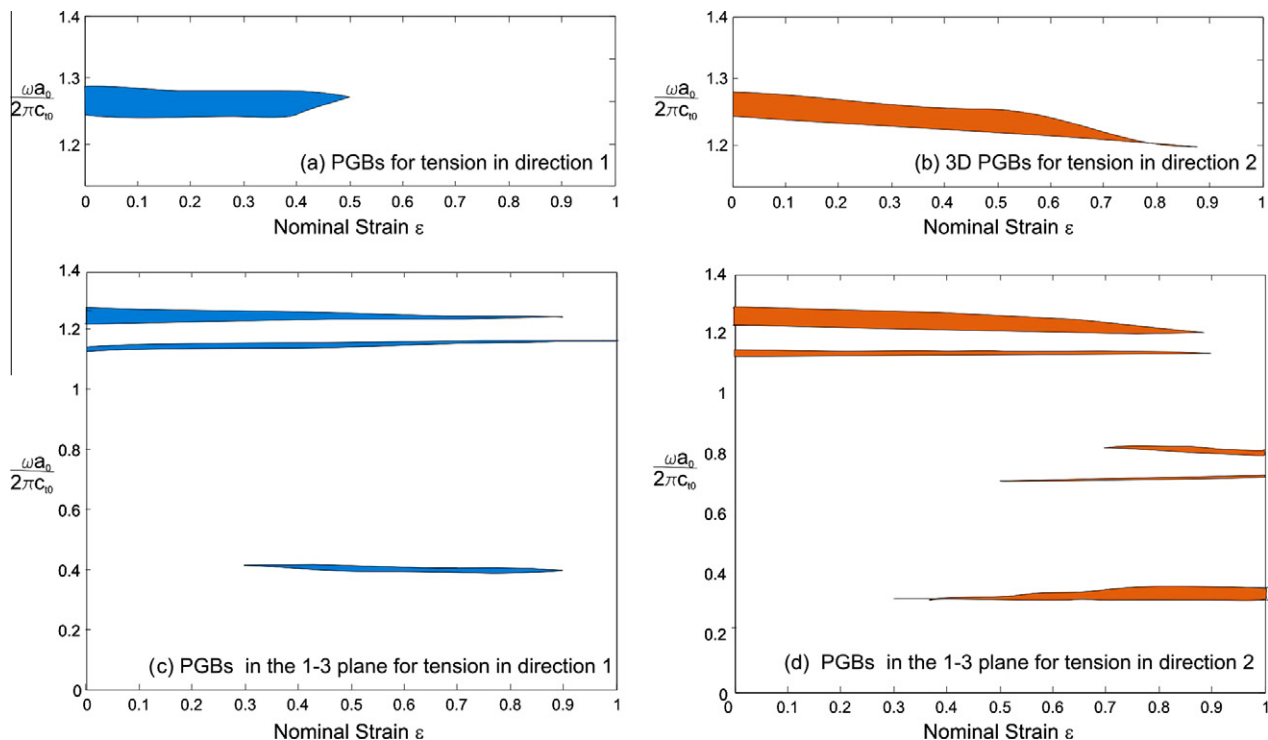 1.4
1.3
ωa₀
2πcₜ₀
1.2
(a) PGBs for tension in direction 1
0 0.1 0.2 0.3 0.4 0.5 0.6 0.7 0.8 0.9 1
Nominal Strain ε
1.4
1.3
ωa₀
2πcₜ₀
1.2
(b) 3D PGBs for tension in direction 2
0 0.1 0.2 0.3 0.4 0.5 0.6 0.7 0.8 0.9 1
Nominal Strain ε
1.4
1.2
1
0.8
ωa₀
2πcₜ₀
0.6
0.4
0.2
(c) PGBs in the 1-3 plane for tension in direction 1
0
0 0.1 0.2 0.3 0.4 0.5 0.6 0.7 0.8 0.9 1
Nominal Strain ε
1.4
1.2
1
0.8
ωa₀
2πcₜ₀
0.6
0.4
0.2
(d) PGBs in the 1-3 plane for tension in direction 2
0
0 0.1 0.2 0.3 0.4 0.5 0.6 0.7 0.8 0.9 1
Nominal Strain ε